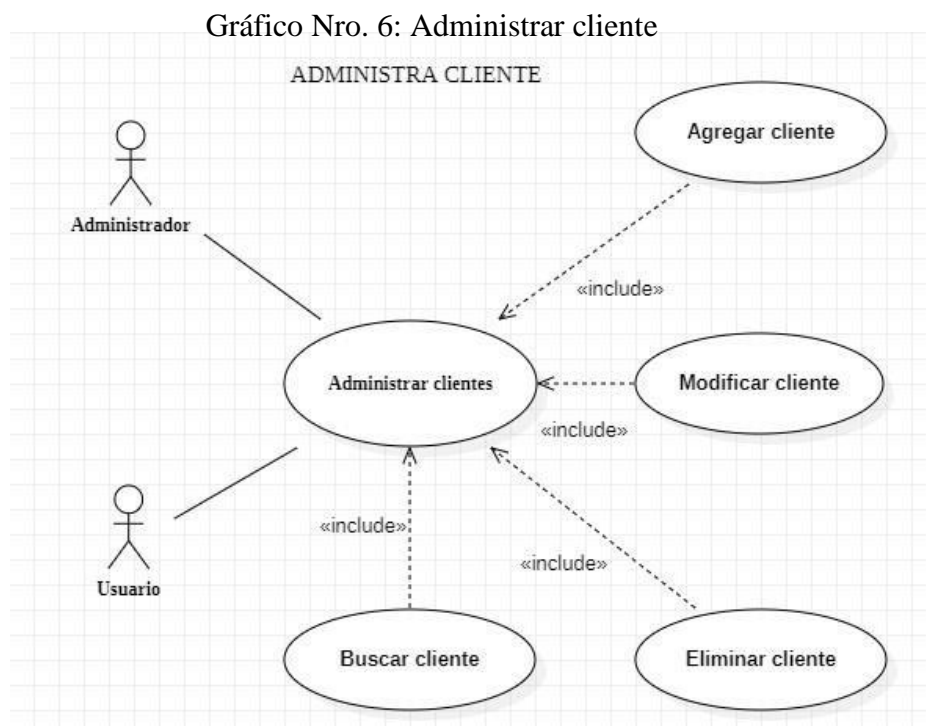 Gráfico Nro. 6: Administrar cliente
ADMINISTRA CLIENTE
Agregar cliente
Administrador
«include»
Administrar clientes
Modificar cliente
«include»
Usuario
«include»
«include»
Buscar cliente
Eliminar cliente